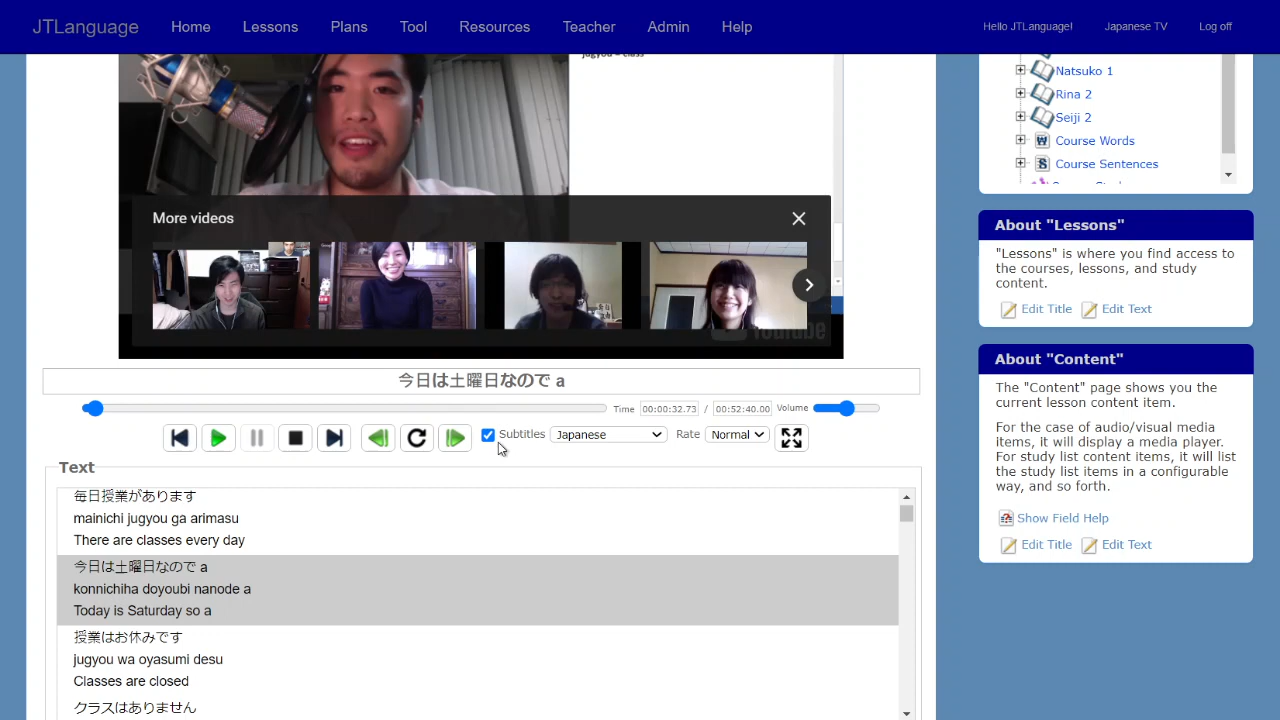 JTLanguage Home Lessons Plans Tool Resources Teacher Admin Help Hello JTLanguage! Japanese TV Log off
More videos
今日は土曜日なので a
Time 00:00:32.73 / 00:52:40.00 Volume
Subtitles Japanese Rate Normal
Text
毎日授業があります
mainichi jugyou ga arimasu
There are classes every day
今日は土曜日なので a
konnichiha doyoubi nanode a
Today is Saturday so a
授業はお休みです
jugyou wa oyasumi desu
Classes are closed
クラスはありません
Natsuko 1
Rina 2
Seiji 2
Course Words
Course Sentences
About "Lessons"
"Lessons" is where you find access to
the courses, lessons, and study
content.
Edit Title Edit Text
About "Content"
The "Content" page shows you the
current lesson content item.
For the case of audio/visual media
items, it will display a media player.
For study list content items, it will list
the study list items in a configurable
way, and so forth.
Show Field Help
Edit Title Edit Text